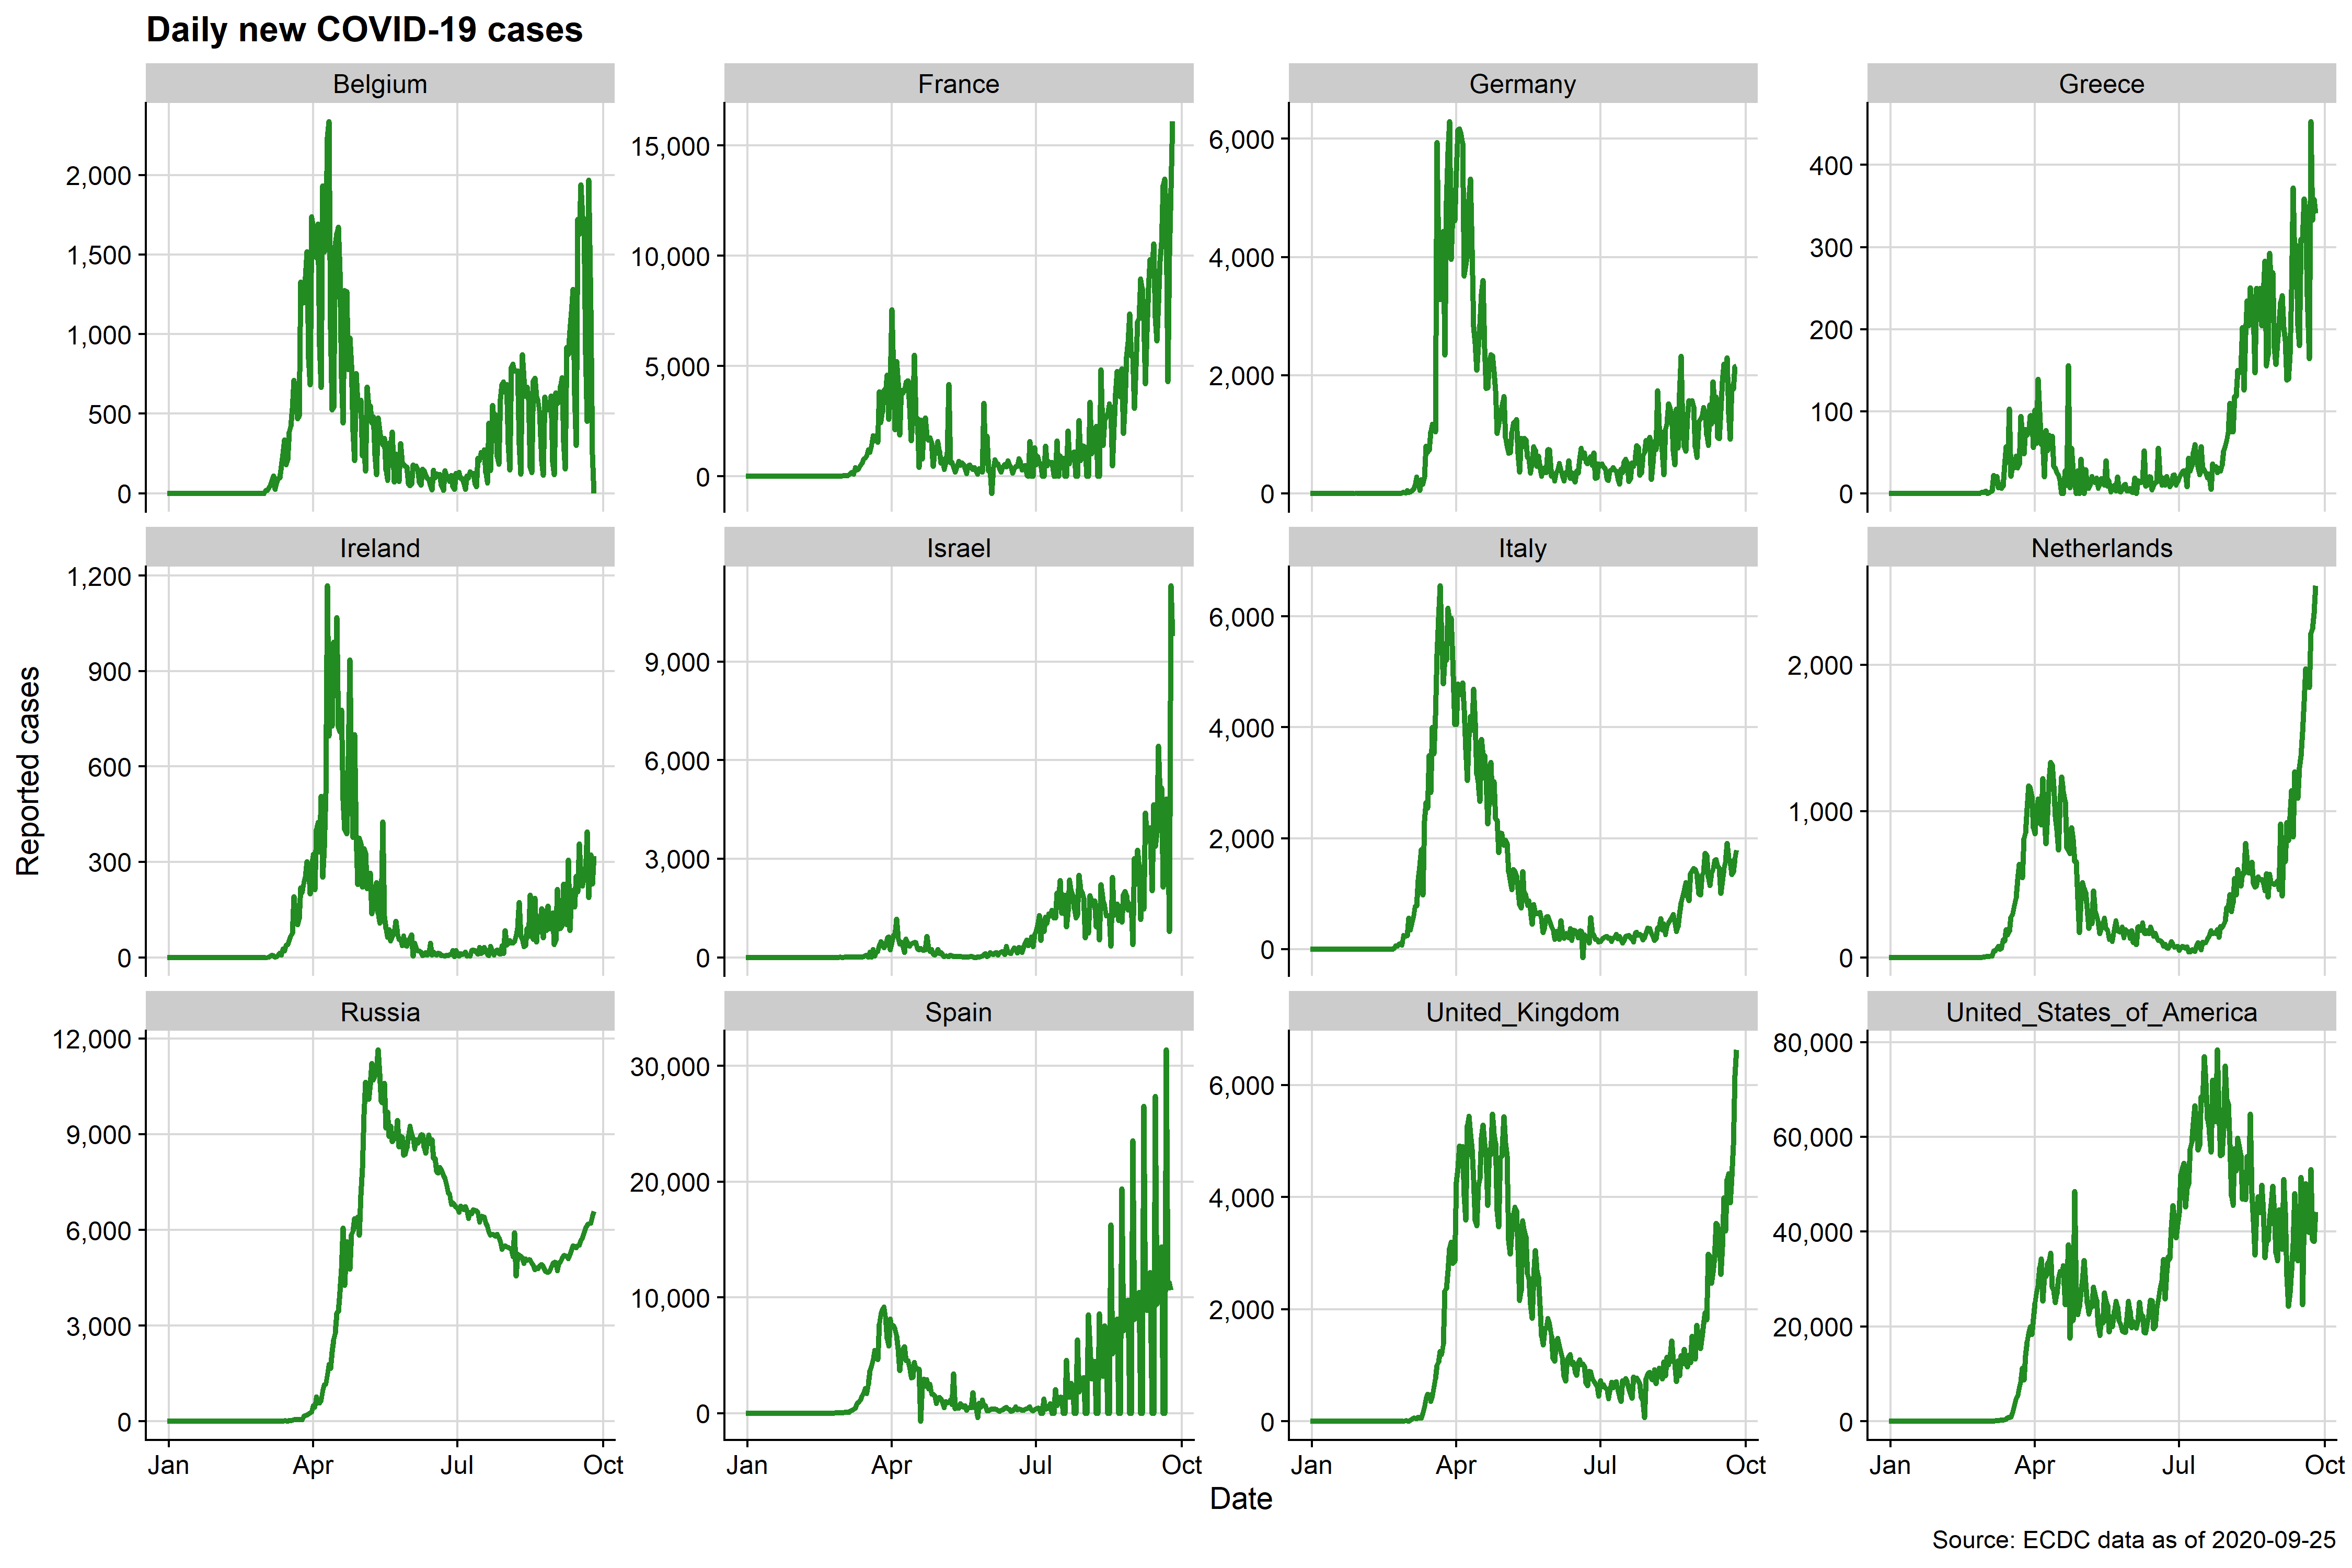 Daily new COVID-19 cases
Belgium
France
Germany
Greece
2,000
1,500
1,000
500
0
15,000
10,000
5,000
0
6,000
4,000
2,000
0
400
300
200
100
0
Ireland
Israel
Italy
Netherlands
1,200
900
600
300
0
9,000
6,000
3,000
0
6,000
4,000
2,000
0
2,000
1,000
0
Reported cases
Russia
Spain
United_Kingdom
United_States_of_America
12,000
9,000
6,000
3,000
0
30,000
20,000
10,000
0
6,000
4,000
2,000
0
80,000
60,000
40,000
20,000
0
Jan Apr Jul Oct
Jan Apr Jul Oct
Jan Apr Jul Oct
Jan Apr Jul Oct
Date
Source: ECDC data as of 2020-09-25